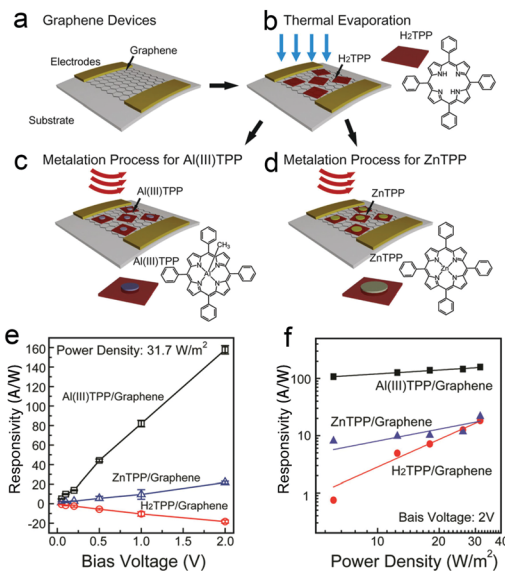 a Graphene Devices
Graphene
Electrodes
Substrate
b Thermal Evaporation
H2TPP
NH N
N HN
c Metalation Process for Al(III)TPP
Al(III)TPP
Al(III)TPP
CH3
N N
Al
N N
d Metalation Process for ZnTPP
ZnTPP
ZnTPP
N N
Zn
N N
e
Responsivity (A/W)
160
140
120
100
80
60
40
20
0
-20
Power Density: 31.7 W/m2
Al(III)TPP/Graphene
ZnTPP/Graphene
H2TPP/Graphene
0.0 0.5 1.0 1.5 2.0
Bias Voltage (V)
f
Responsivity (A/W)
100
10
1
Al(III)TPP/Graphene
ZnTPP/Graphene
H2TPP/Graphene
Bais Voltage: 2V
10 20 30 40
Power Density (W/m2)